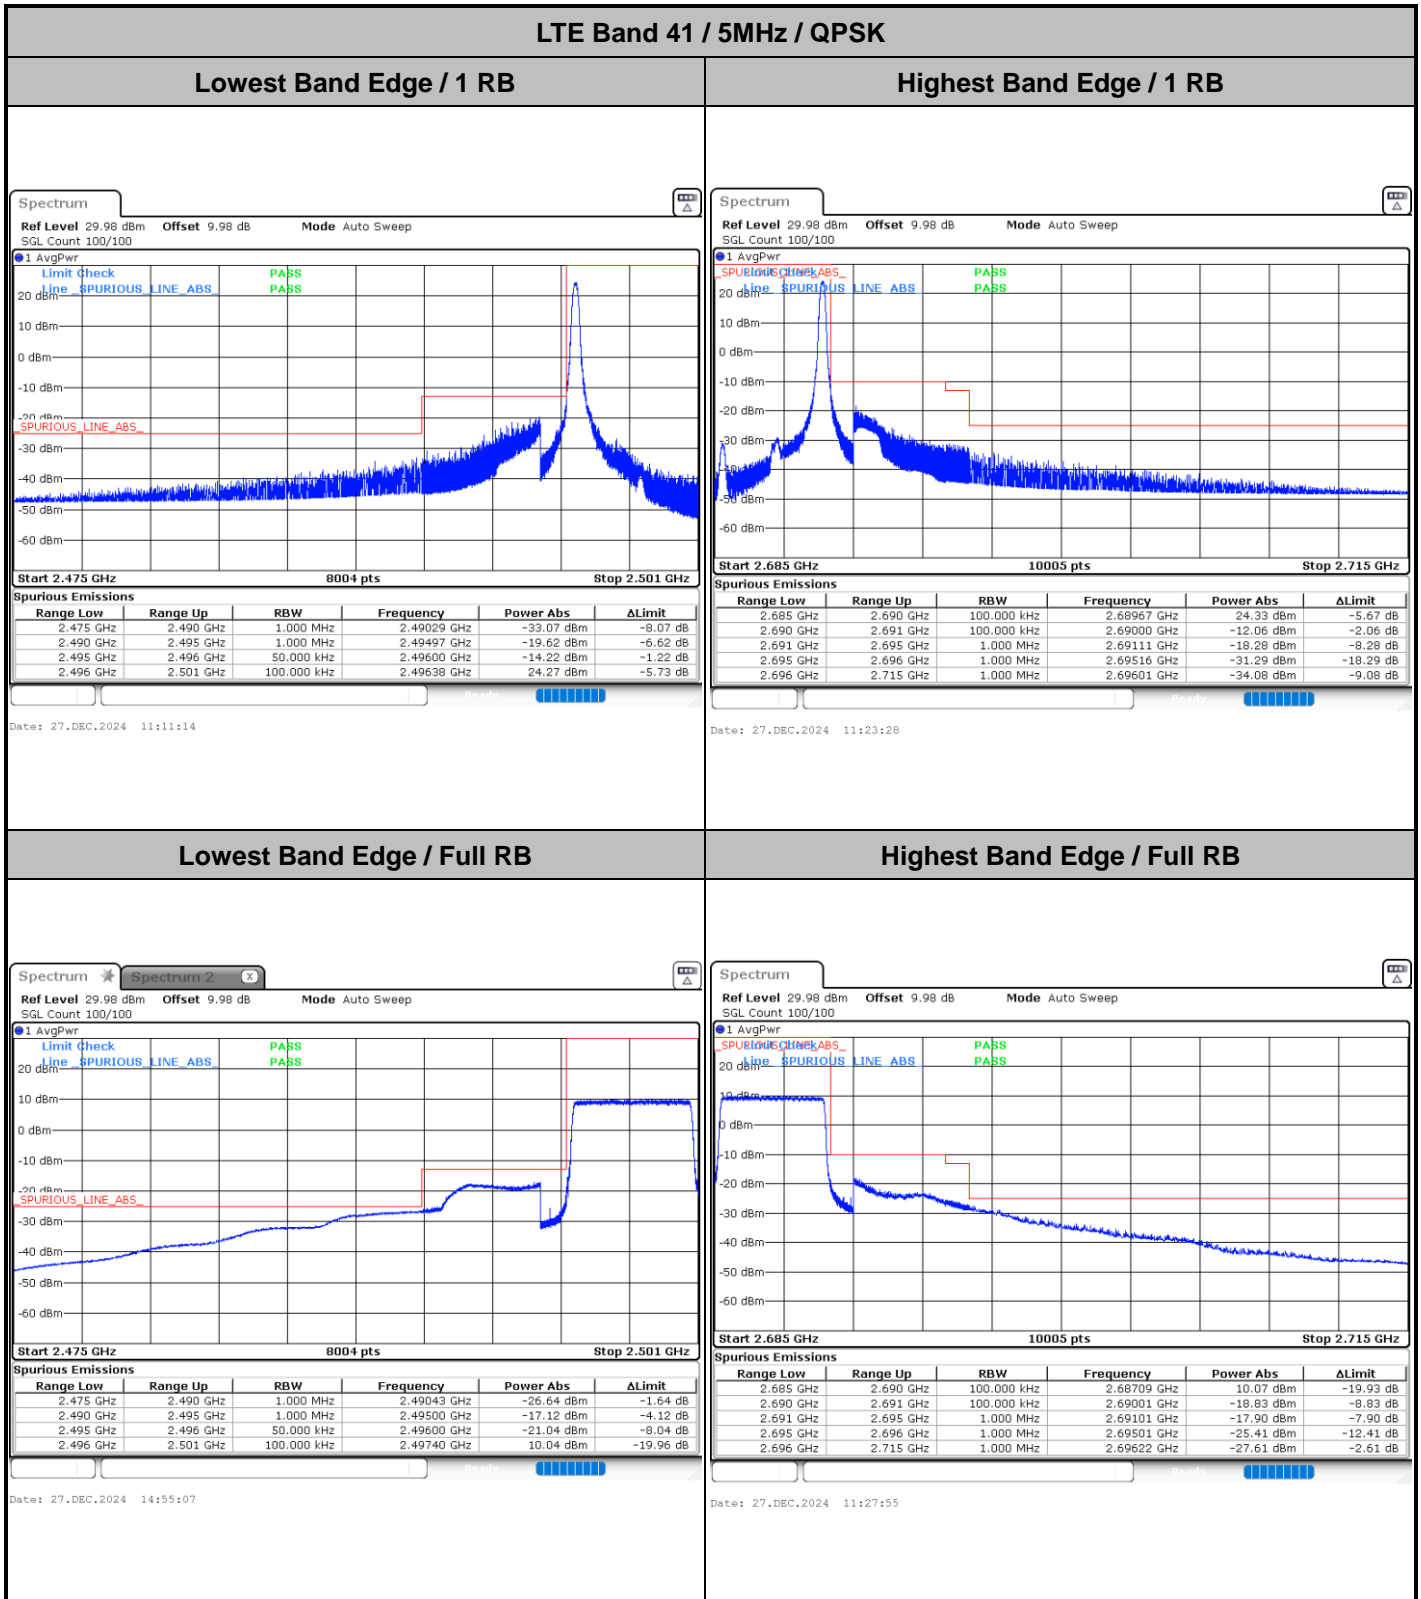 LTE Band 41 / 5MHz / QPSK
Lowest Band Edge / 1 RB
Highest Band Edge / 1 RB
Spectrum
Ref Level 29.98 dBm Offset 9.98 dB Mode Auto Sweep
SGL Count 100/100
1 AvgPwr
Limit Check PASS
Line _SPURIOUS_LINE_ABS_ PASS
20 dBm
10 dBm
0 dBm
-10 dBm
-20 dBm
_SPURIOUS_LINE_ABS_
-30 dBm
-40 dBm
-50 dBm
-60 dBm
Start 2.475 GHz 8004 pts Stop 2.501 GHz
Spurious Emissions
Range Low Range Up RBW Frequency Power Abs ΔLimit
2.475 GHz 2.490 GHz 1.000 MHz 2.49029 GHz -33.07 dBm -8.07 dB
2.490 GHz 2.495 GHz 1.000 MHz 2.49497 GHz -19.62 dBm -6.62 dB
2.495 GHz 2.496 GHz 50.000 kHz 2.49600 GHz -14.22 dBm -1.22 dB
2.496 GHz 2.501 GHz 100.000 kHz 2.49638 GHz 24.27 dBm -5.73 dB
Ready
Date: 27.DEC.2024 11:11:14
Spectrum
Ref Level 29.98 dBm Offset 9.98 dB Mode Auto Sweep
SGL Count 100/100
1 AvgPwr
_SPURIOUS_LINE_ABS_
Limit Check PASS
Line _SPURIOUS_LINE_ABS_ PASS
20 dBm
10 dBm
0 dBm
-10 dBm
-20 dBm
-30 dBm
-40 dBm
-50 dBm
-60 dBm
Start 2.685 GHz 10005 pts Stop 2.715 GHz
Spurious Emissions
Range Low Range Up RBW Frequency Power Abs ΔLimit
2.685 GHz 2.690 GHz 100.000 kHz 2.68967 GHz 24.33 dBm -5.67 dB
2.690 GHz 2.691 GHz 100.000 kHz 2.69000 GHz -12.06 dBm -2.06 dB
2.691 GHz 2.695 GHz 1.000 MHz 2.69111 GHz -18.28 dBm -8.28 dB
2.695 GHz 2.696 GHz 1.000 MHz 2.69516 GHz -31.29 dBm -18.29 dB
2.696 GHz 2.715 GHz 1.000 MHz 2.69601 GHz -34.08 dBm -9.08 dB
Date: 27.DEC.2024 11:23:28
Lowest Band Edge / Full RB
Highest Band Edge / Full RB
Spectrum Spectrum 2 X
Ref Level 29.98 dBm Offset 9.98 dB Mode Auto Sweep
SGL Count 100/100
1 AvgPwr
Limit Check PASS
Line _SPURIOUS_LINE_ABS_ PASS
20 dBm
10 dBm
0 dBm
-10 dBm
-20 dBm
_SPURIOUS_LINE_ABS_
-30 dBm
-40 dBm
-50 dBm
-60 dBm
Start 2.475 GHz 8004 pts Stop 2.501 GHz
Spurious Emissions
Range Low Range Up RBW Frequency Power Abs ΔLimit
2.475 GHz 2.490 GHz 1.000 MHz 2.49043 GHz -26.64 dBm -1.64 dB
2.490 GHz 2.495 GHz 1.000 MHz 2.49500 GHz -17.12 dBm -4.12 dB
2.495 GHz 2.496 GHz 50.000 kHz 2.49600 GHz -21.04 dBm -8.04 dB
2.496 GHz 2.501 GHz 100.000 kHz 2.49740 GHz 10.04 dBm -19.96 dB
Ready
Date: 27.DEC.2024 14:55:07
Spectrum
Ref Level 29.98 dBm Offset 9.98 dB Mode Auto Sweep
SGL Count 100/100
1 AvgPwr
_SPURIOUS_LINE_ABS_
Limit Check PASS
Line _SPURIOUS_LINE_ABS_ PASS
20 dBm
10 dBm
0 dBm
-10 dBm
-20 dBm
-30 dBm
-40 dBm
-50 dBm
-60 dBm
Start 2.685 GHz 10005 pts Stop 2.715 GHz
Spurious Emissions
Range Low Range Up RBW Frequency Power Abs ΔLimit
2.685 GHz 2.690 GHz 100.000 kHz 2.68709 GHz 10.07 dBm -19.93 dB
2.690 GHz 2.691 GHz 100.000 kHz 2.69001 GHz -18.83 dBm -8.83 dB
2.691 GHz 2.695 GHz 1.000 MHz 2.69101 GHz -17.90 dBm -7.90 dB
2.695 GHz 2.696 GHz 1.000 MHz 2.69501 GHz -25.41 dBm -12.41 dB
2.696 GHz 2.715 GHz 1.000 MHz 2.69622 GHz -27.61 dBm -2.61 dB
Ready
Date: 27.DEC.2024 11:27:55